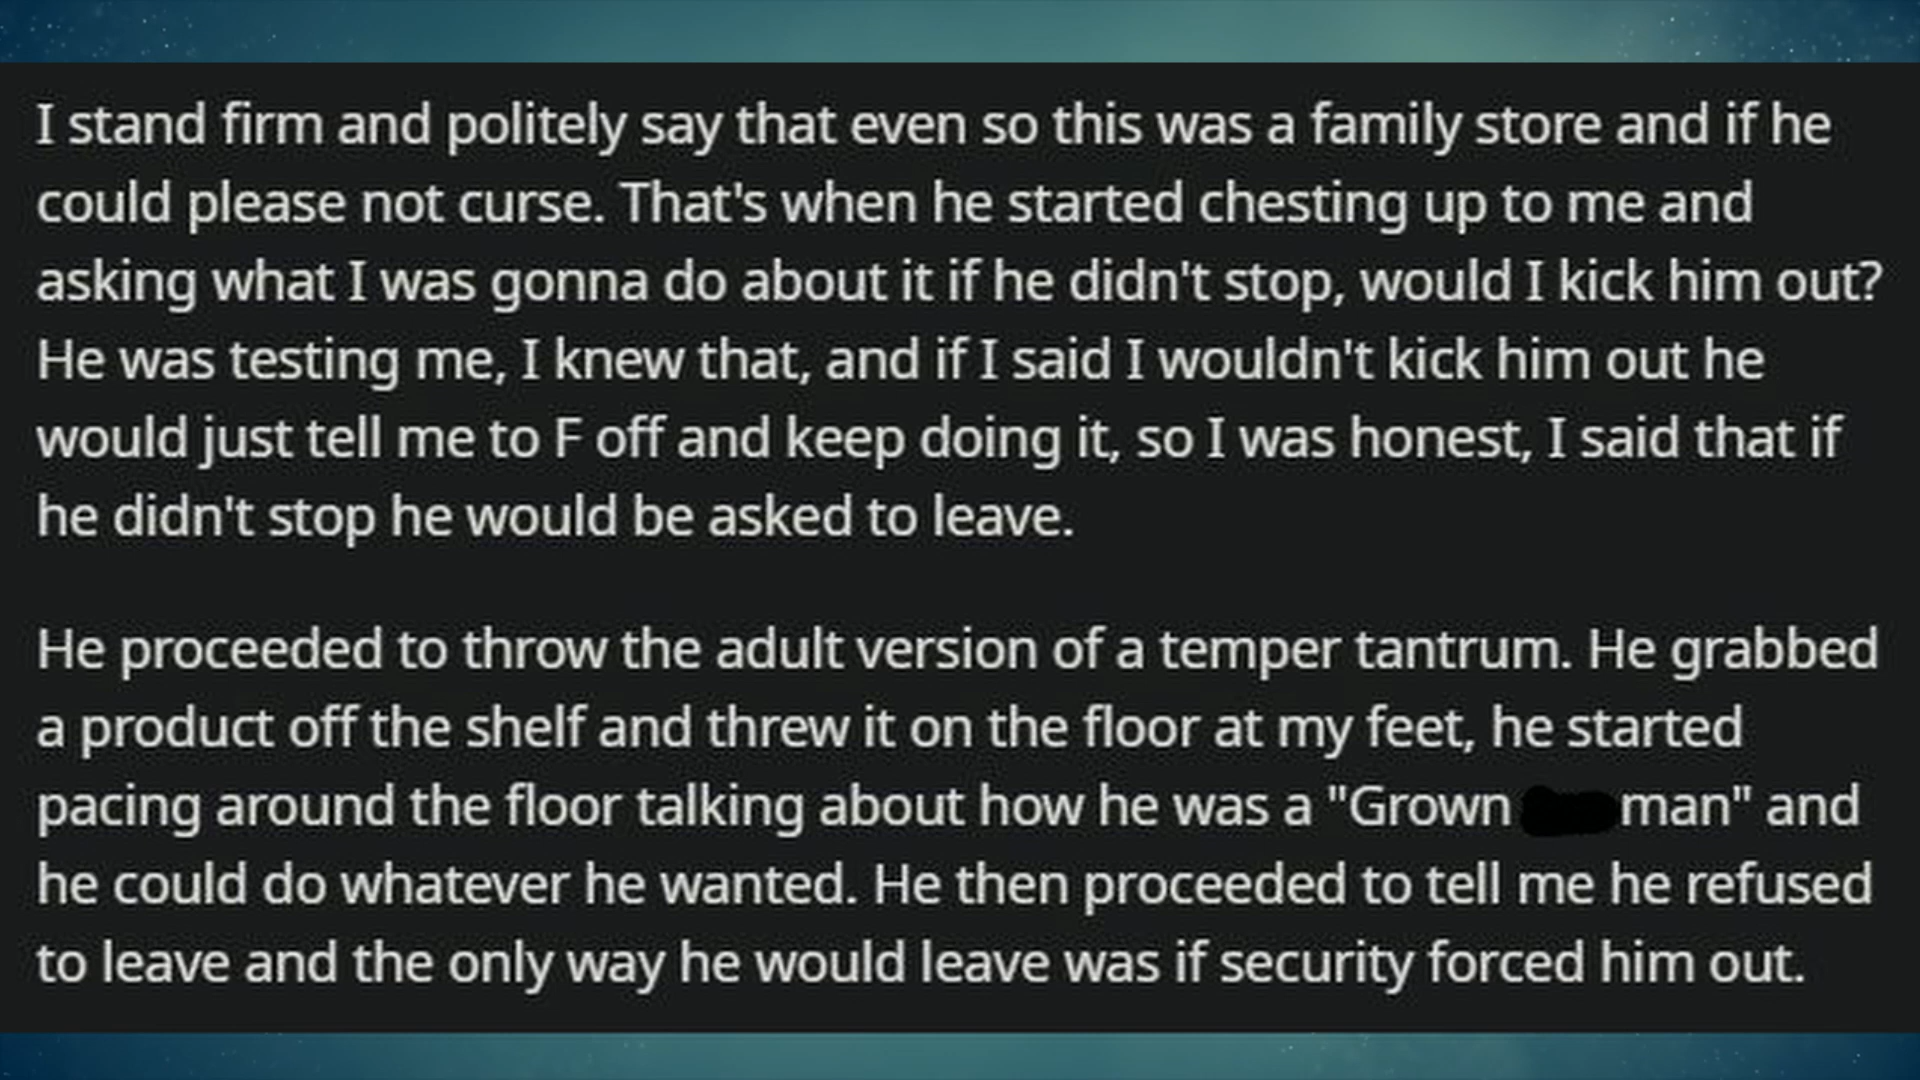 I stand firm and politely say that even so this was a family store and if he
could please not curse. That's when he started chesting up to me and
asking what I was gonna do about it if he didn't stop, would I kick him out?
He was testing me, I knew that, and if I said I wouldn't kick him out he
would just tell me to F off and keep doing it, so I was honest, I said that if
he didn't stop he would be asked to leave.
He proceeded to throw the adult version of a temper tantrum. He grabbed
a product off the shelf and threw it on the floor at my feet, he started
pacing around the floor talking about how he was a "Grown man" and
he could do whatever he wanted. He then proceeded to tell me he refused
to leave and the only way he would leave was if security forced him out.